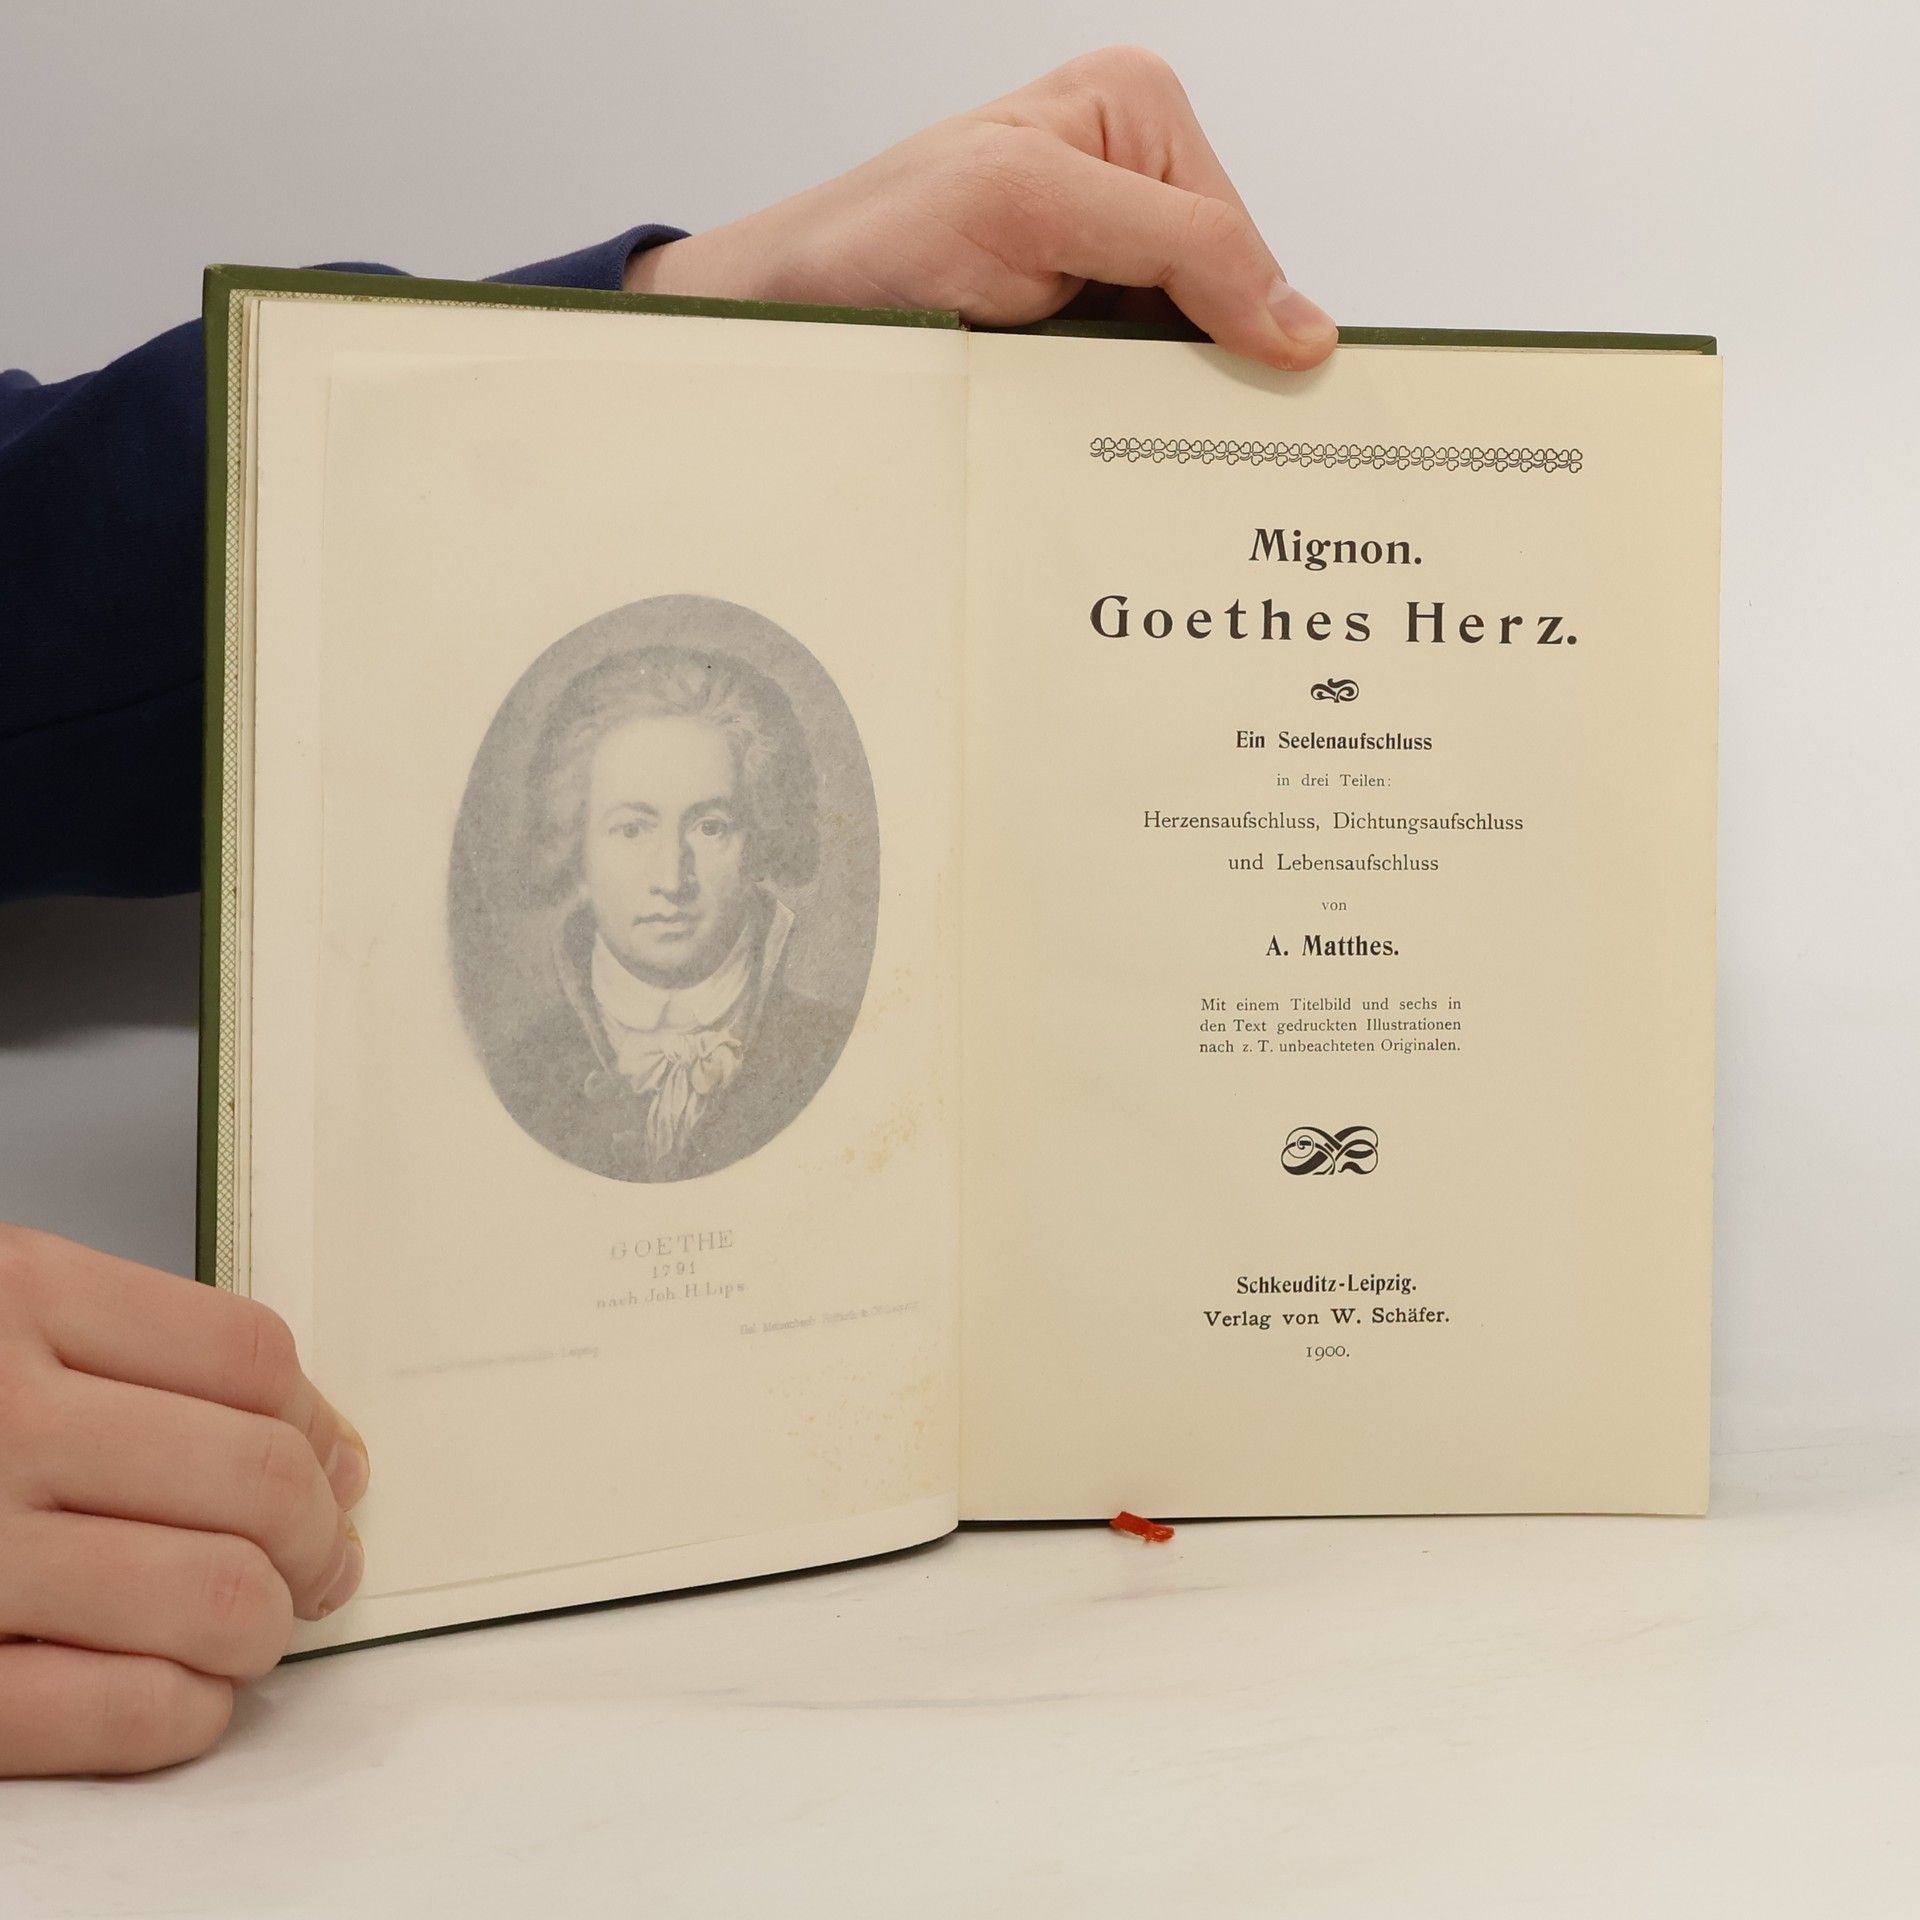 GOETHE
1791
nach Joh. H. Lips.
Mignon.
Goethes Herz.
Ein Seelenaufschluss
in drei Teilen:
Herzensaufschluss, Dichtungsaufschluss
und Lebensaufschluss
von
A. Matthes.
Mit einem Titelbild und sechs in
den Text gedruckten Illustrationen
nach z. T. unbeachteten Originalen.
Schkeuditz-Leipzig.
Verlag von W. Schäfer.
1900.